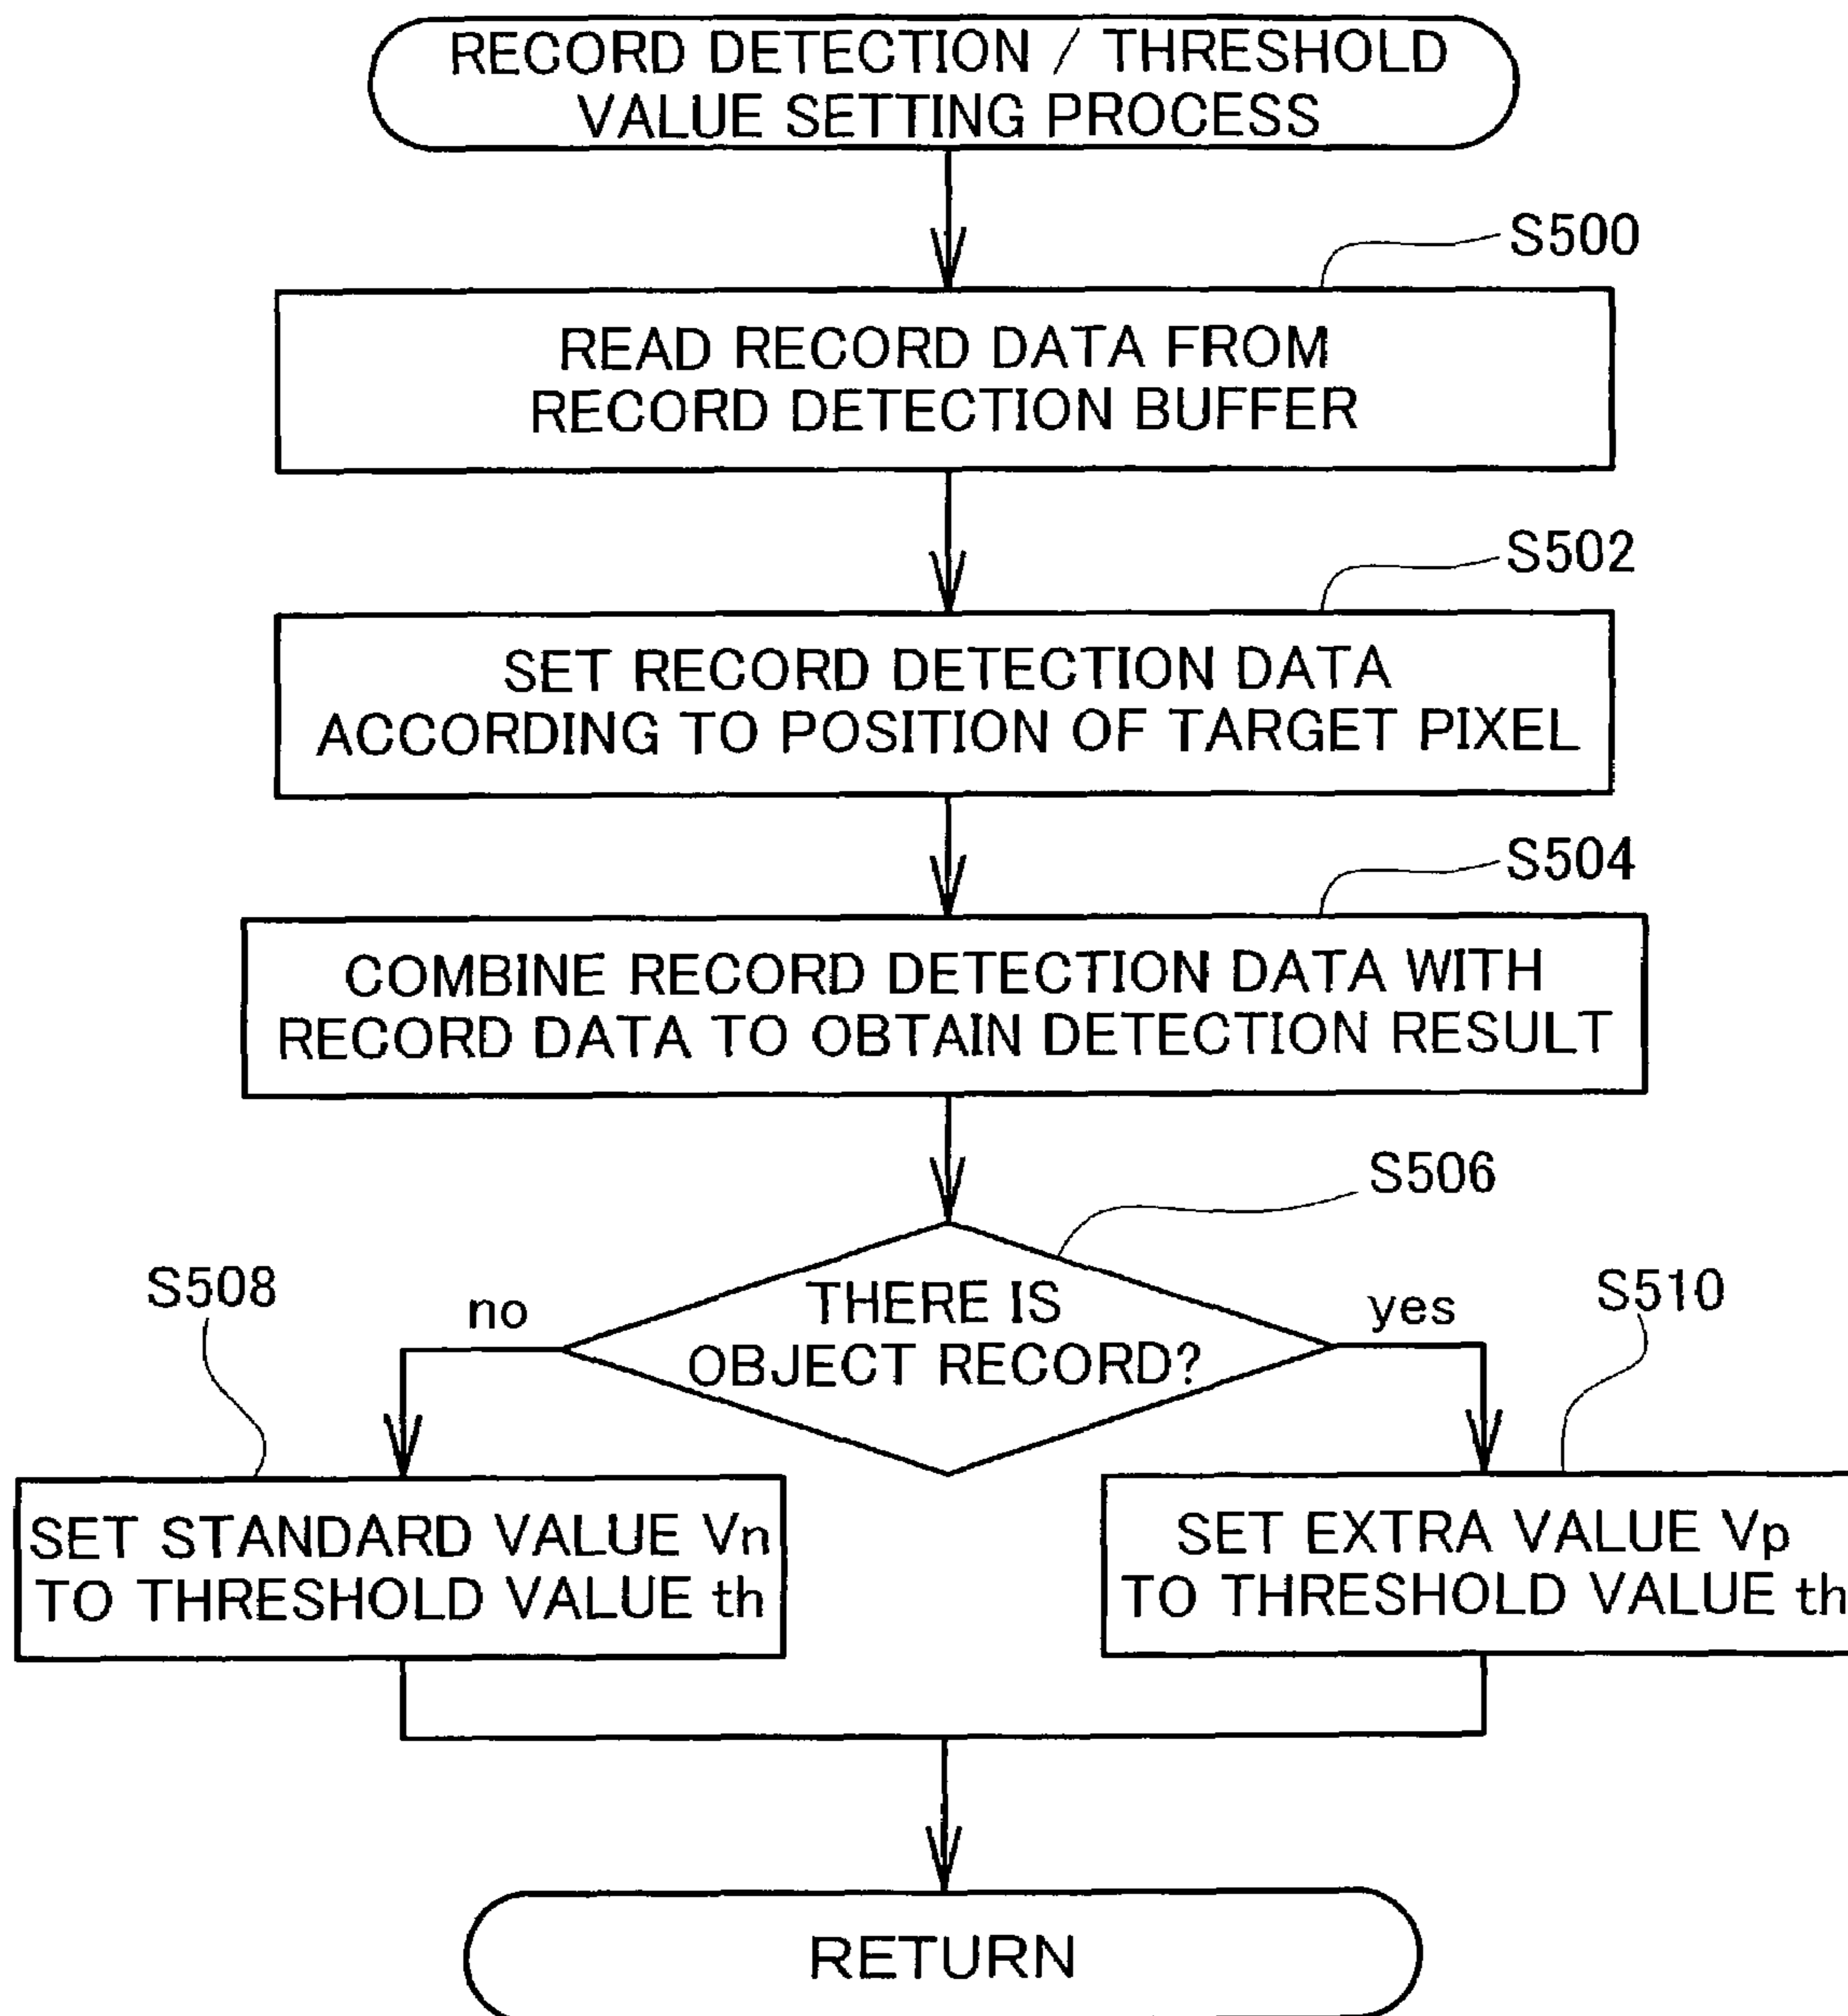 RECORD DETECTION / THRESHOLD
VALUE SETTING PROCESS
S500
READ RECORD DATA FROM
RECORD DETECTION BUFFER
S502
SET RECORD DETECTION DATA
ACCORDING TO POSITION OF TARGET PIXEL
S504
COMBINE RECORD DETECTION DATA WITH
RECORD DATA TO OBTAIN DETECTION RESULT
S506
THERE IS
OBJECT RECORD?
no
yes
S508
SET STANDARD VALUE Vn
TO THRESHOLD VALUE th
S510
SET EXTRA VALUE Vp
TO THRESHOLD VALUE th
RETURN